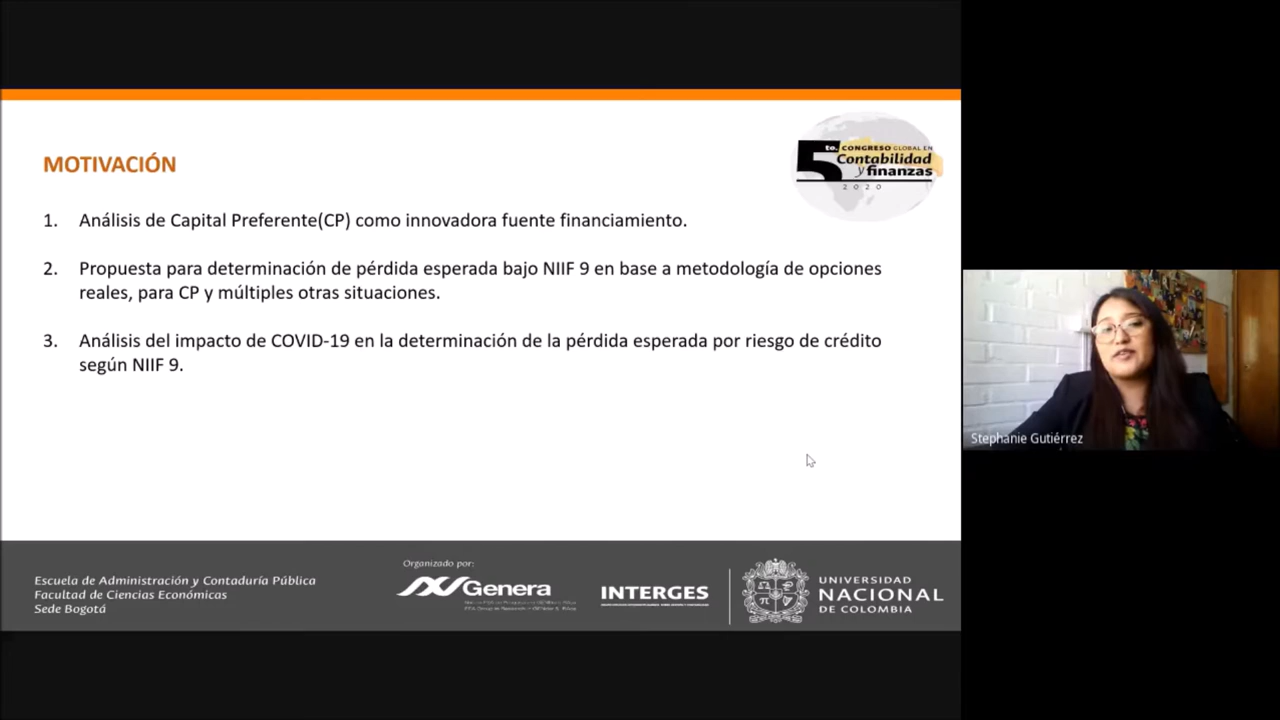 MOTIVACIÓN
5to. CONGRESO GLOBAL EN
Contabilidad
y finanzas
2020
1. Análisis de Capital Preferente(CP) como innovadora fuente financiamiento.
2. Propuesta para determinación de pérdida esperada bajo NIIF 9 en base a metodología de opciones
reales, para CP y múltiples otras situaciones.
3. Análisis del impacto de COVID-19 en la determinación de la pérdida esperada por riesgo de crédito
según NIIF 9.
Stephanie Gutiérrez
Escuela de Administración y Contaduría Pública
Facultad de Ciencias Económicas
Sede Bogotá
Organizado por:
Genera
INTERGES
UNIVERSIDAD
NACIONAL
DE COLOMBIA